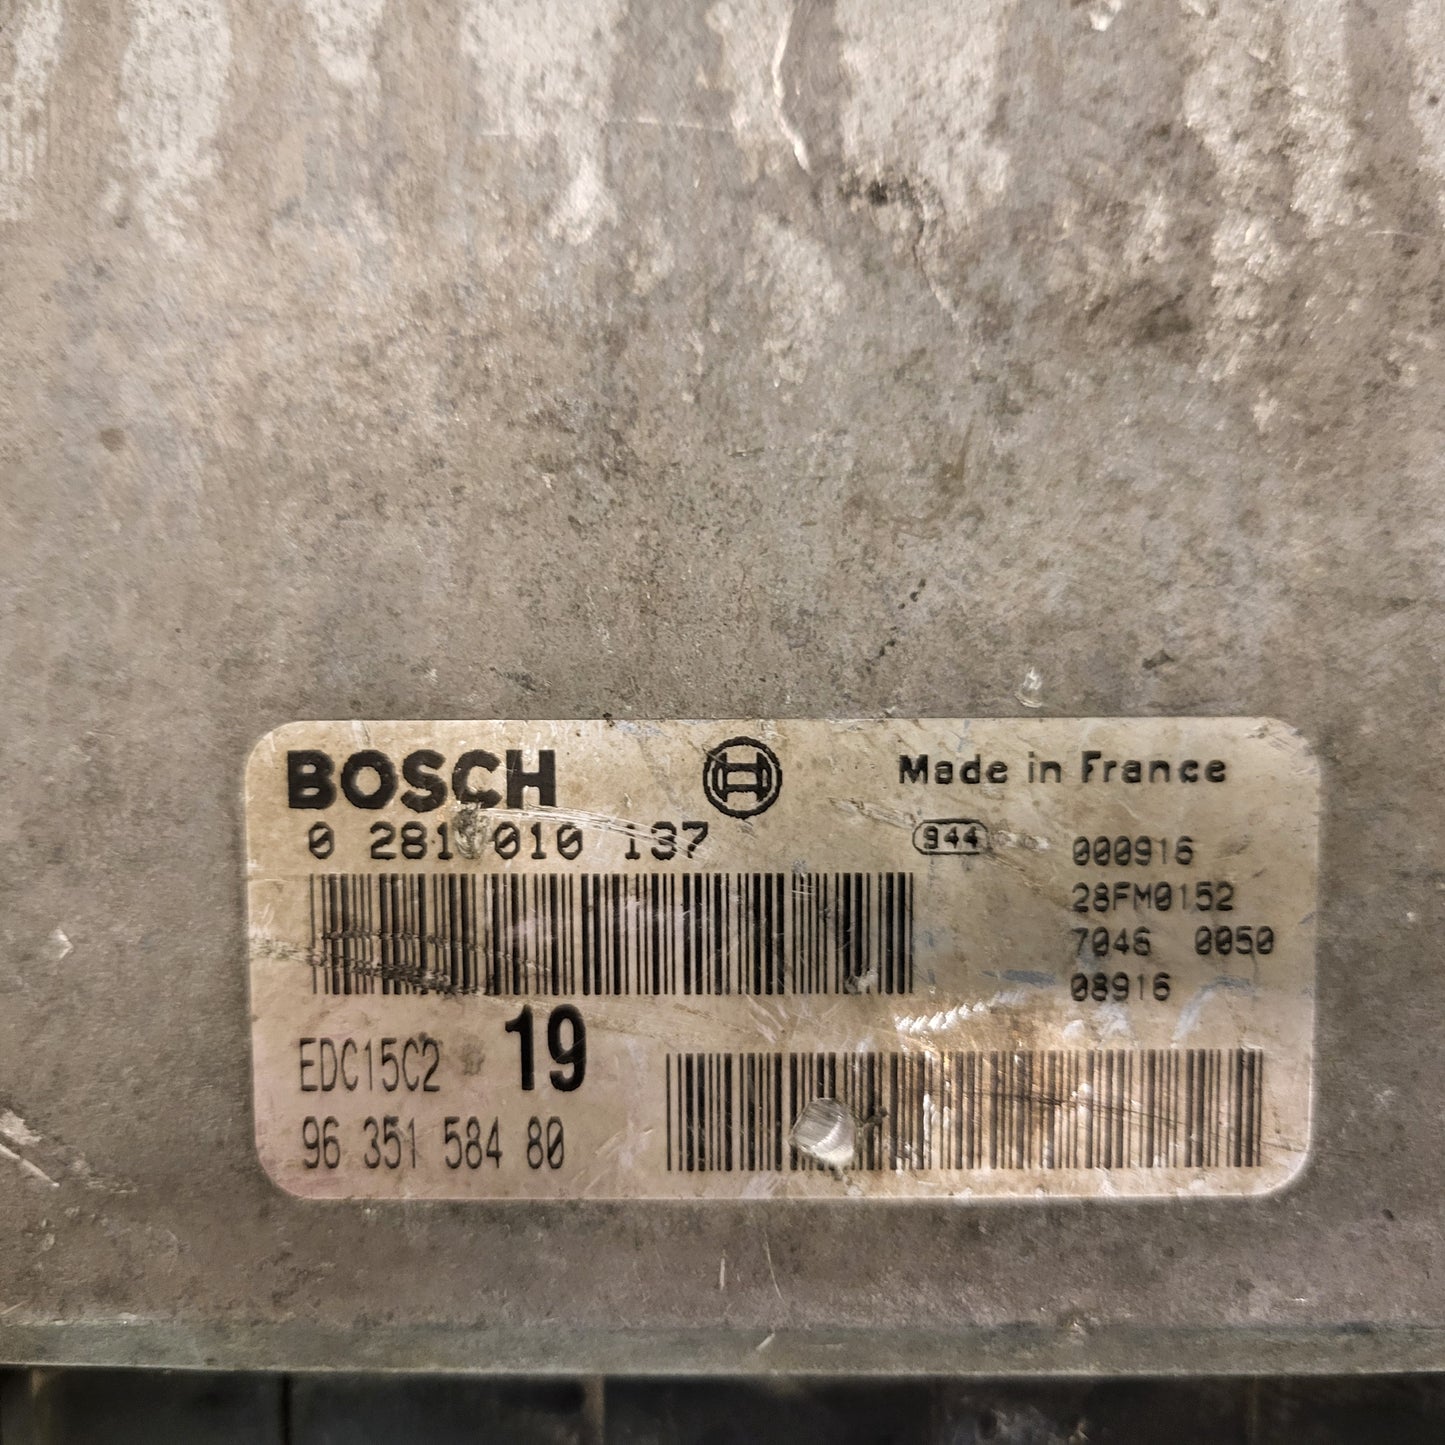 BOSCH
Made in France
0 281 010 137
944
000916
28FM0152
7046 0050
08916
EDC15C2 19
96 351 584 80